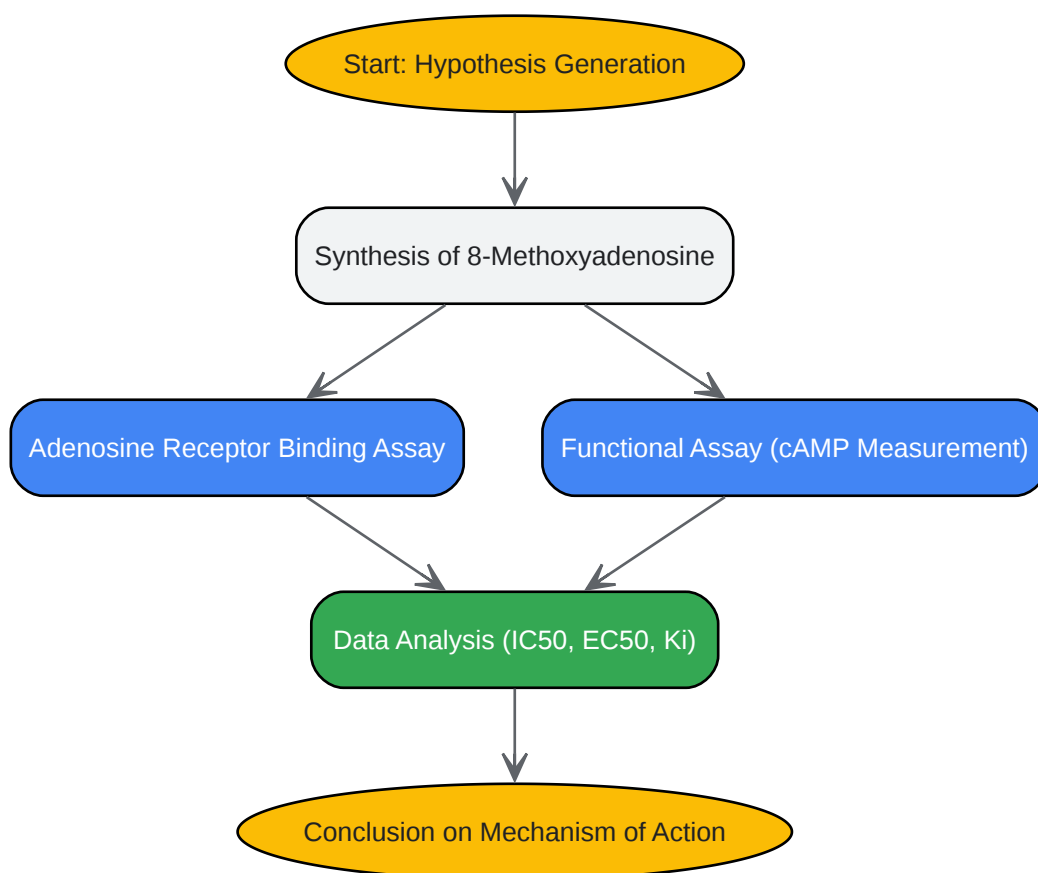 Start: Hypothesis Generation
Synthesis of 8-Methoxyadenosine
Adenosine Receptor Binding Assay
Functional Assay (cAMP Measurement)
Data Analysis (IC50, EC50, Ki)
Conclusion on Mechanism of Action